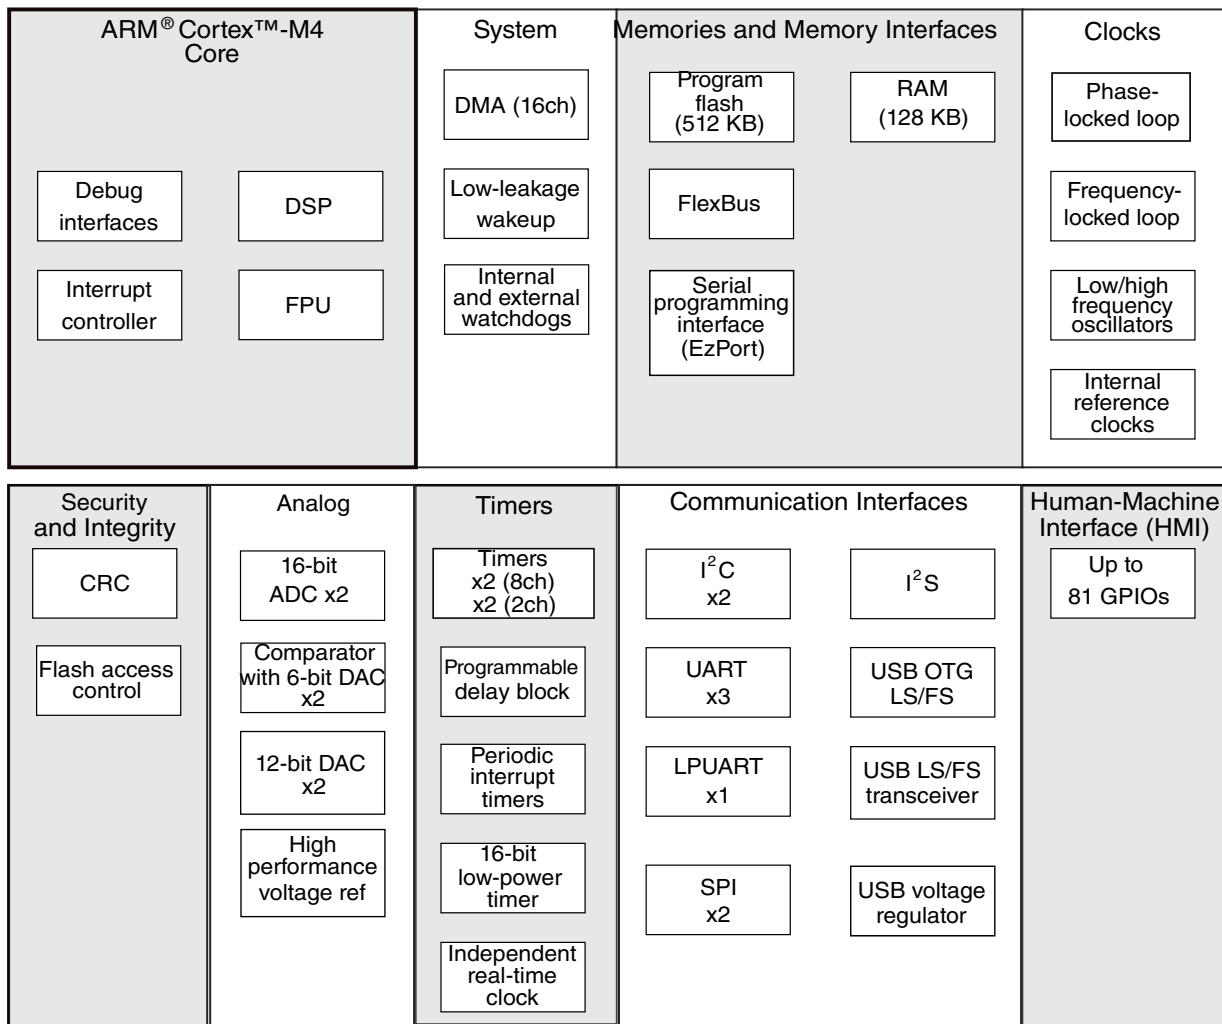 ARM® Cortex™-M4
Core
Debug
interfaces
DSP
Interrupt
controller
FPU
System
DMA (16ch)
Low-leakage
wakeup
Internal
and external
watchdogs
Memories and Memory Interfaces
Program
flash
(512 KB)
RAM
(128 KB)
FlexBus
Serial
programming
interface
(EzPort)
Clocks
Phase-
locked loop
Frequency-
locked loop
Low/high
frequency
oscillators
Internal
reference
clocks
Security
and Integrity
CRC
Flash access
control
Analog
16-bit
ADC x2
Comparator
with 6-bit DAC
x2
12-bit DAC
x2
High
performance
voltage ref
Timers
Timers
x2 (8ch)
x2 (2ch)
Programmable
delay block
Periodic
interrupt
timers
16-bit
low-power
timer
Independent
real-time
clock
Communication Interfaces
I²C
x2
I²S
UART
x3
USB OTG
LS/FS
LPUART
x1
USB LS/FS
transceiver
SPI
x2
USB voltage
regulator
Human-Machine
Interface (HMI)
Up to
81 GPIOs